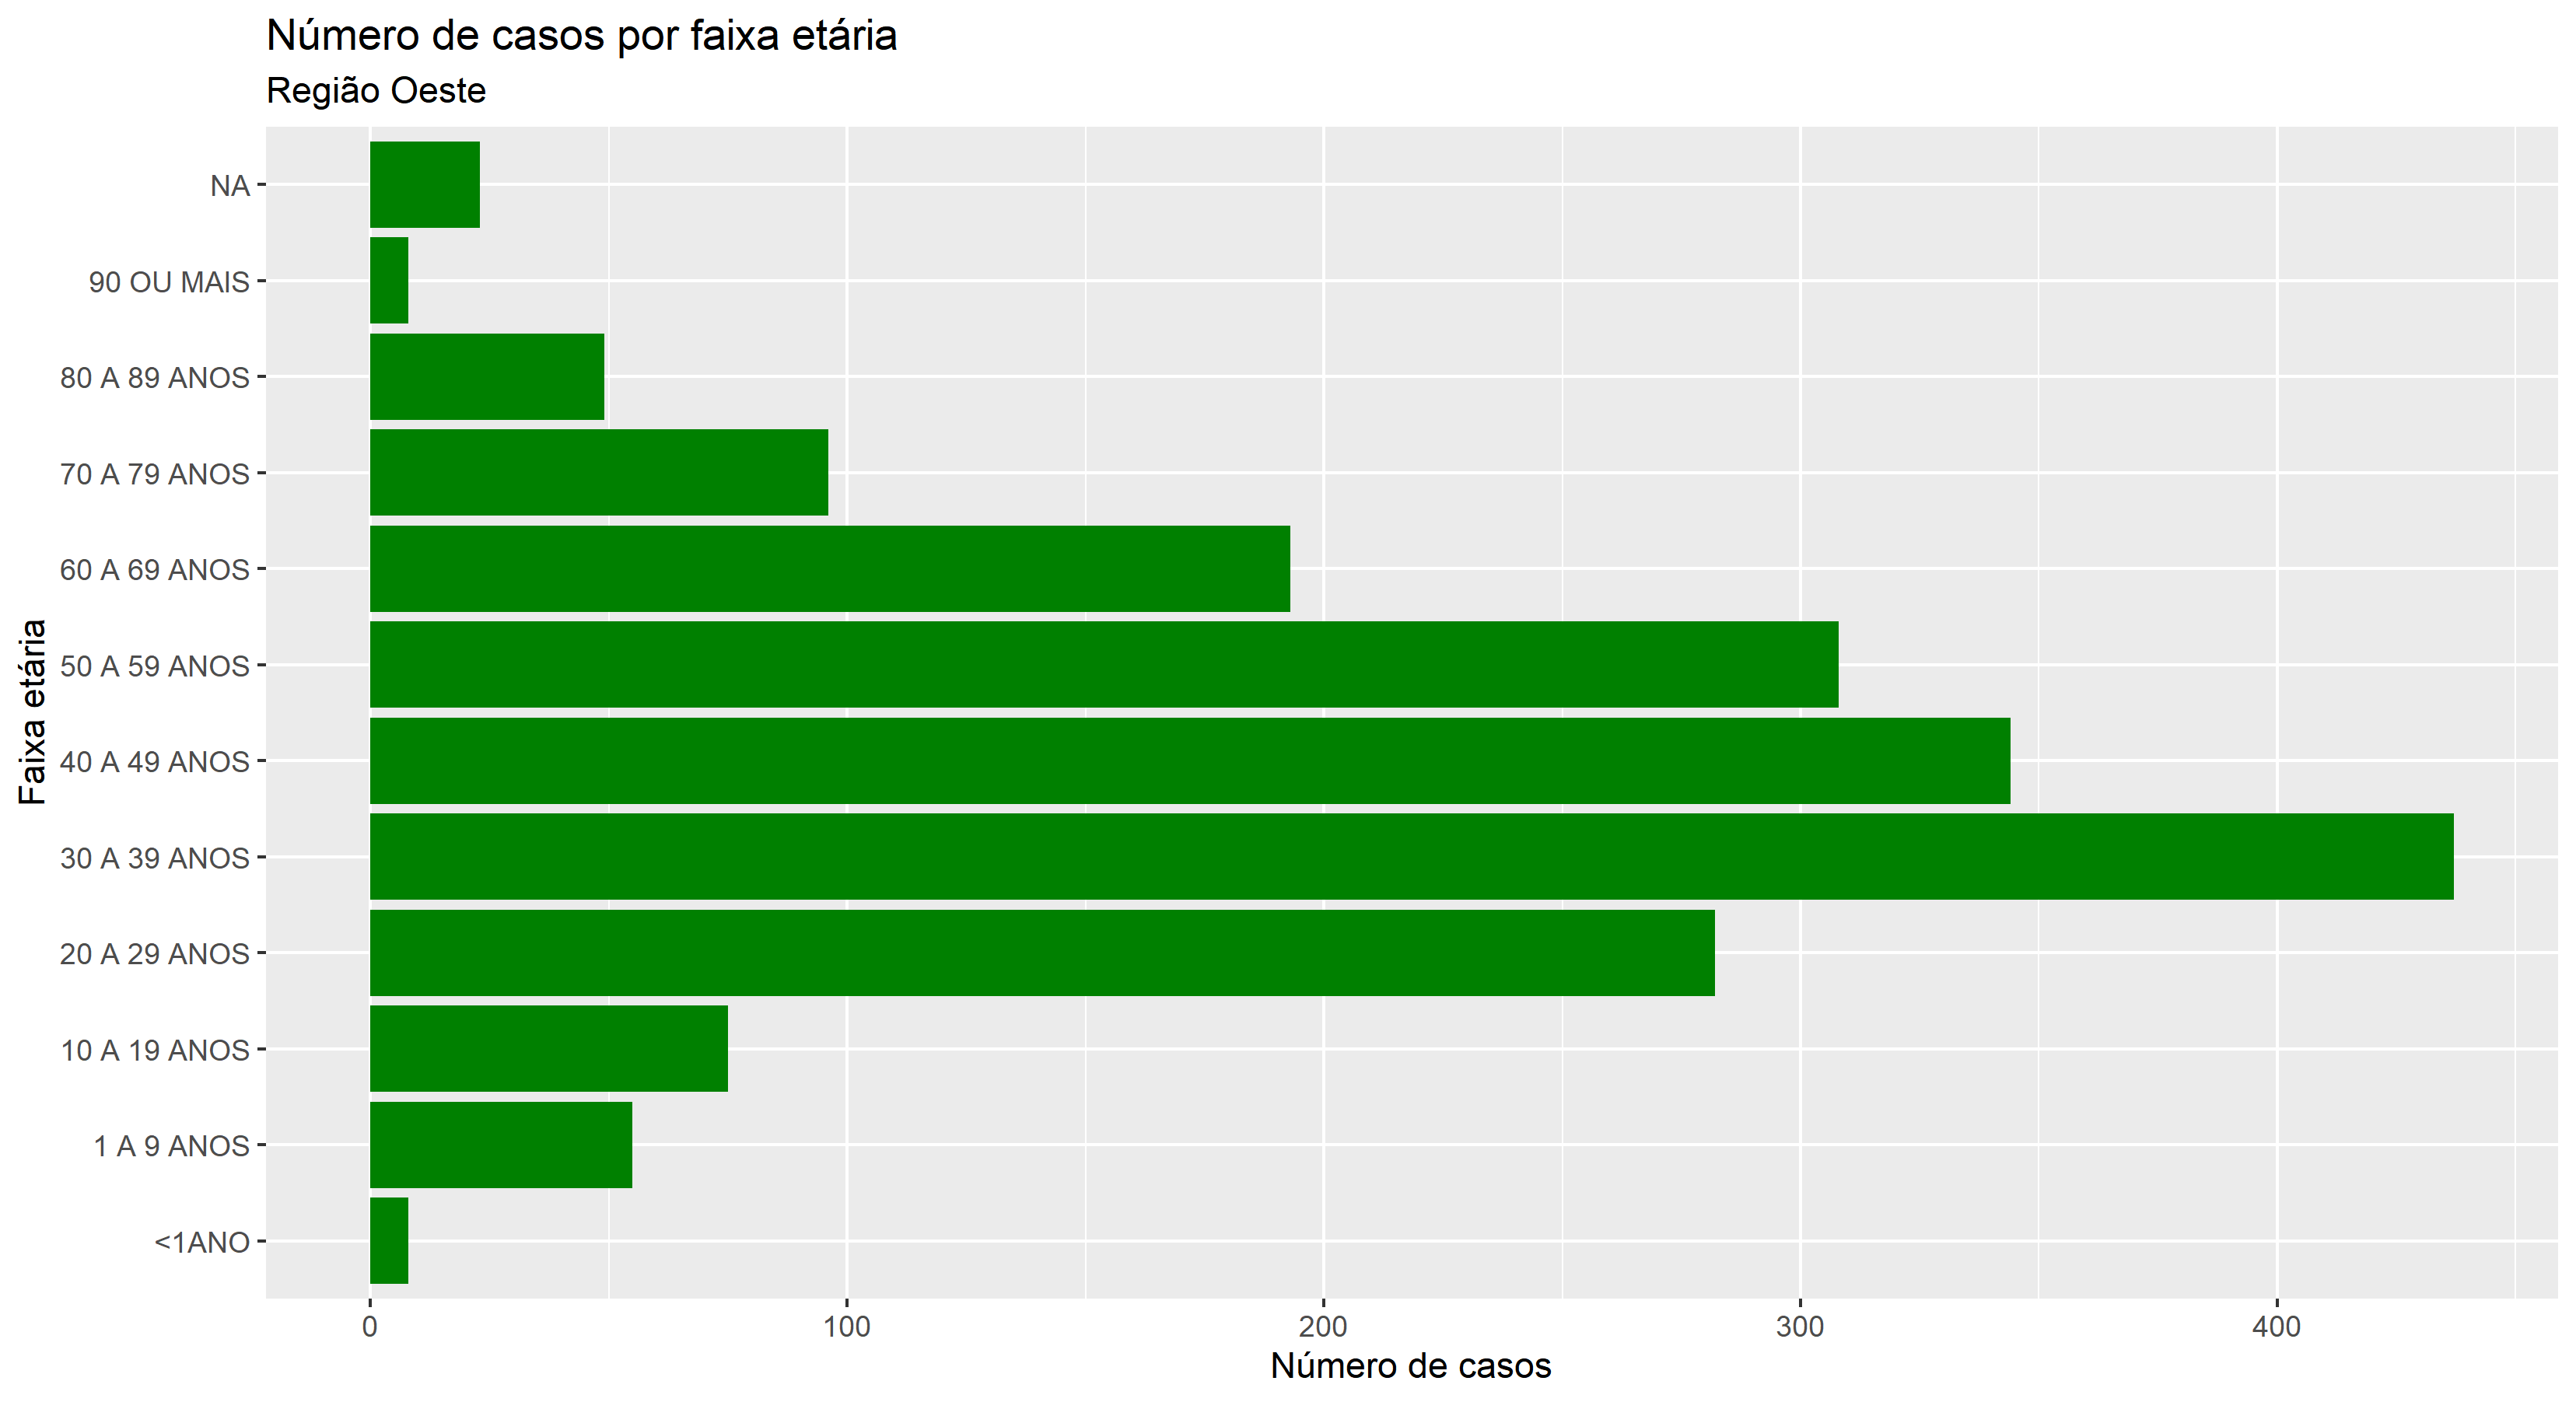 Número de casos por faixa etária
Região Oeste
Faixa etária
NA
90 OU MAIS
80 A 89 ANOS
70 A 79 ANOS
60 A 69 ANOS
50 A 59 ANOS
40 A 49 ANOS
30 A 39 ANOS
20 A 29 ANOS
10 A 19 ANOS
1 A 9 ANOS
<1ANO
0 100 200 300 400
Número de casos